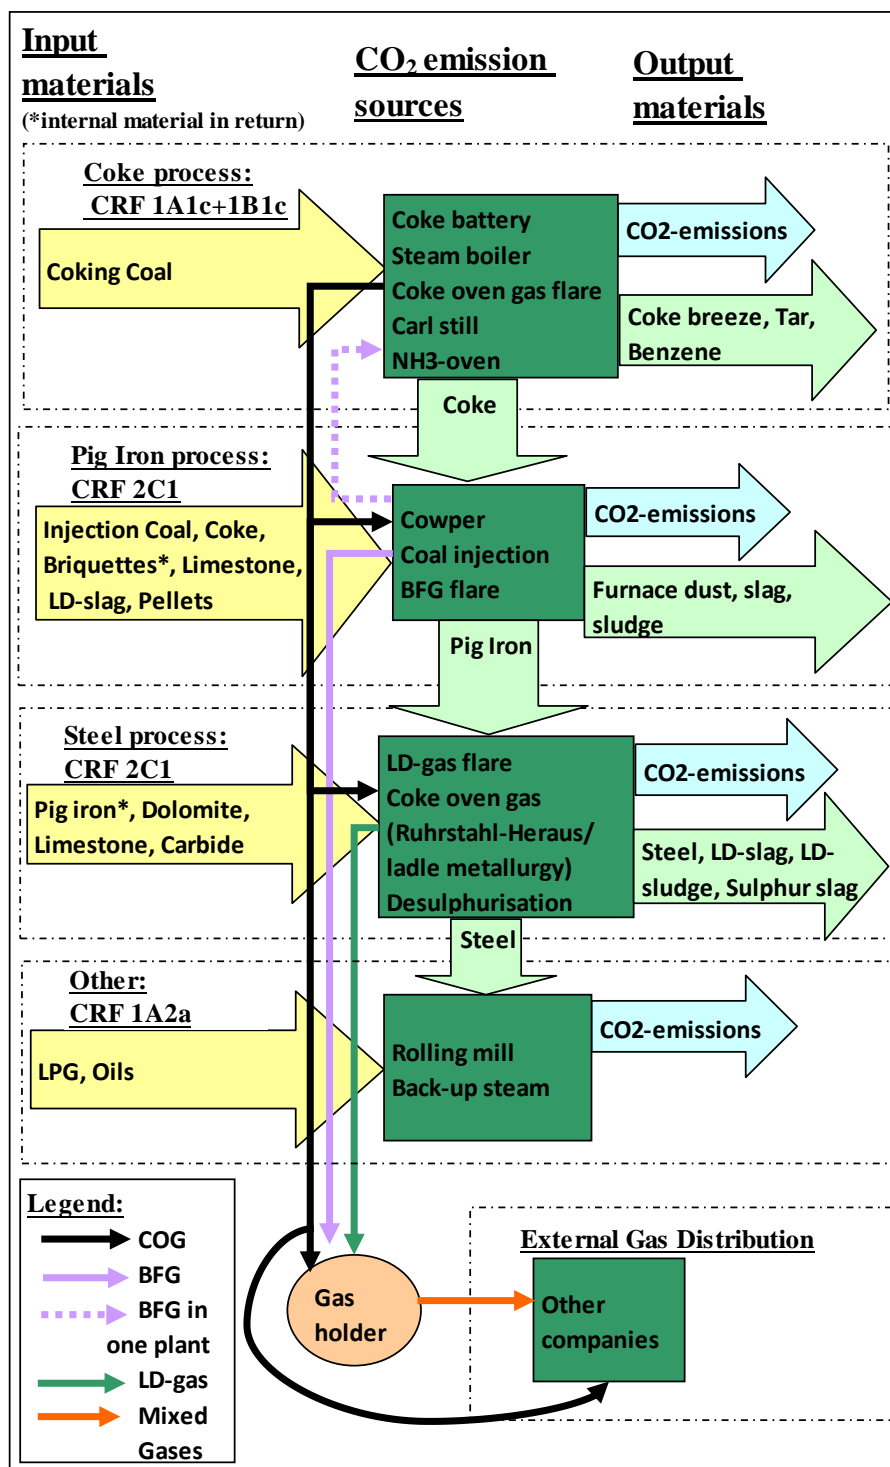 Input
materials
(*internal material in return)
CO₂ emission
sources
Output
materials
Coke process:
CRF 1A1c+1B1c
Coking Coal
Coke battery
Steam boiler
Coke oven gas flare
Carl still
NH3-oven
CO2-emissions
Coke breeze, Tar,
Benzene
Coke
Pig Iron process:
CRF 2C1
Injection Coal, Coke,
Briquettes*, Limestone,
LD-slag, Pellets
Cowper
Coal injection
BFG flare
CO2-emissions
Furnace dust, slag,
sludge
Pig Iron
Steel process:
CRF 2C1
Pig iron*, Dolomite,
Limestone, Carbide
LD-gas flare
Coke oven gas
(Ruhrstahl-Heraus/
ladle metallurgy)
Desulphurisation
CO2-emissions
Steel, LD-slag, LD-
sludge, Sulphur slag
Steel
Other:
CRF 1A2a
LPG, Oils
Rolling mill
Back-up steam
CO2-emissions
Legend:
COG
BFG
BFG in
one plant
LD-gas
Mixed
Gases
Gas
holder
External Gas Distribution
Other
companies